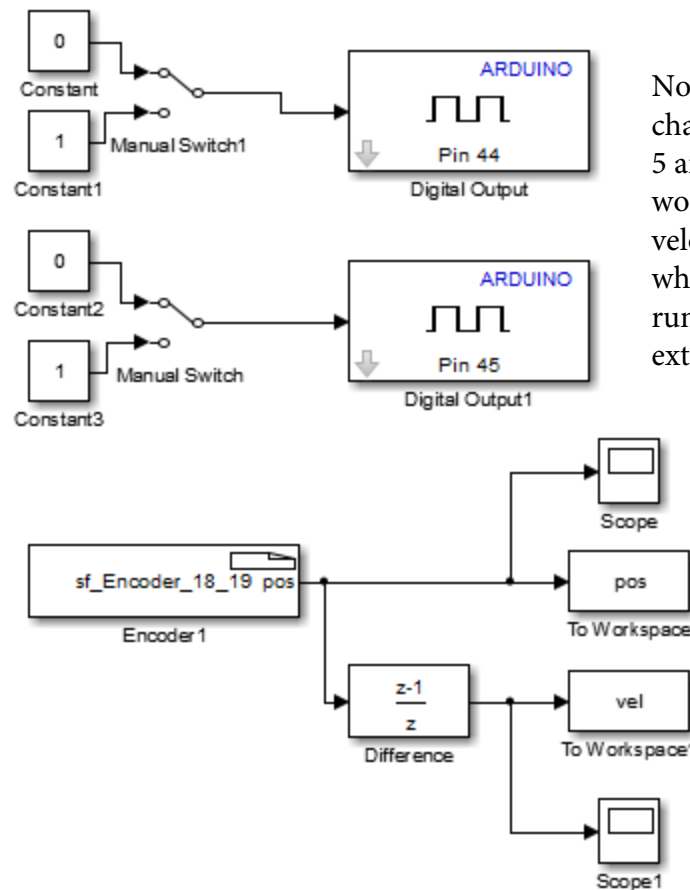 0
Constant
1
Constant1
Manual Switch1
ARDUINO
Pin 44
Digital Output
0
Constant2
1
Constant3
Manual Switch
ARDUINO
Pin 45
Digital Output1
sf_Encoder_18_19 pos
Encoder1
Scope
pos
To Workspace
z-1
z
Difference
vel
To Workspace
Scope1
No
cha
5 a
wo
vel
wh
run
ext